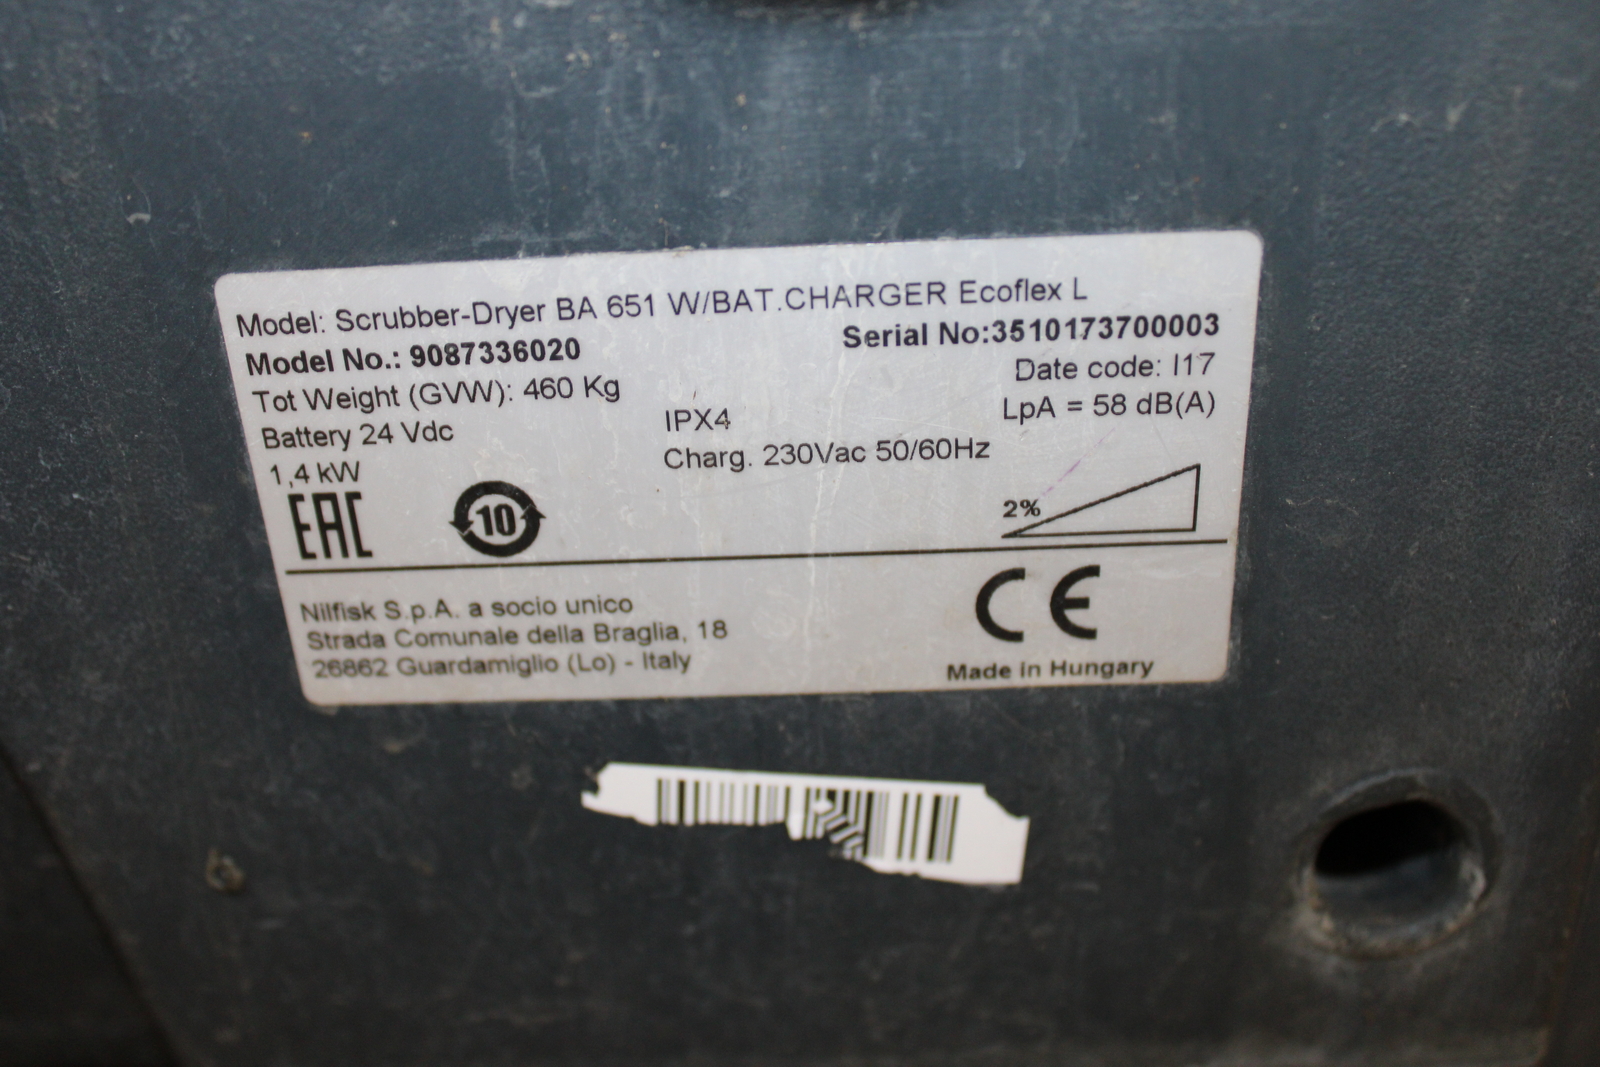 Model: Scrubber-Dryer BA 651 W/BAT.CHARGER Ecoflex L
Model No.: 9087336020
Serial No:3510173700003
Tot Weight (GVW): 460 Kg
Date code: I17
Battery 24 Vdc
IPX4
LpA = 58 dB(A)
1,4 kW
Charg. 230Vac 50/60Hz
EAC
10
2%
Nilfisk S.p.A. a socio unico
Strada Comunale della Braglia, 18
26862 Guardamiglio (Lo) - Italy
CE
Made in Hungary